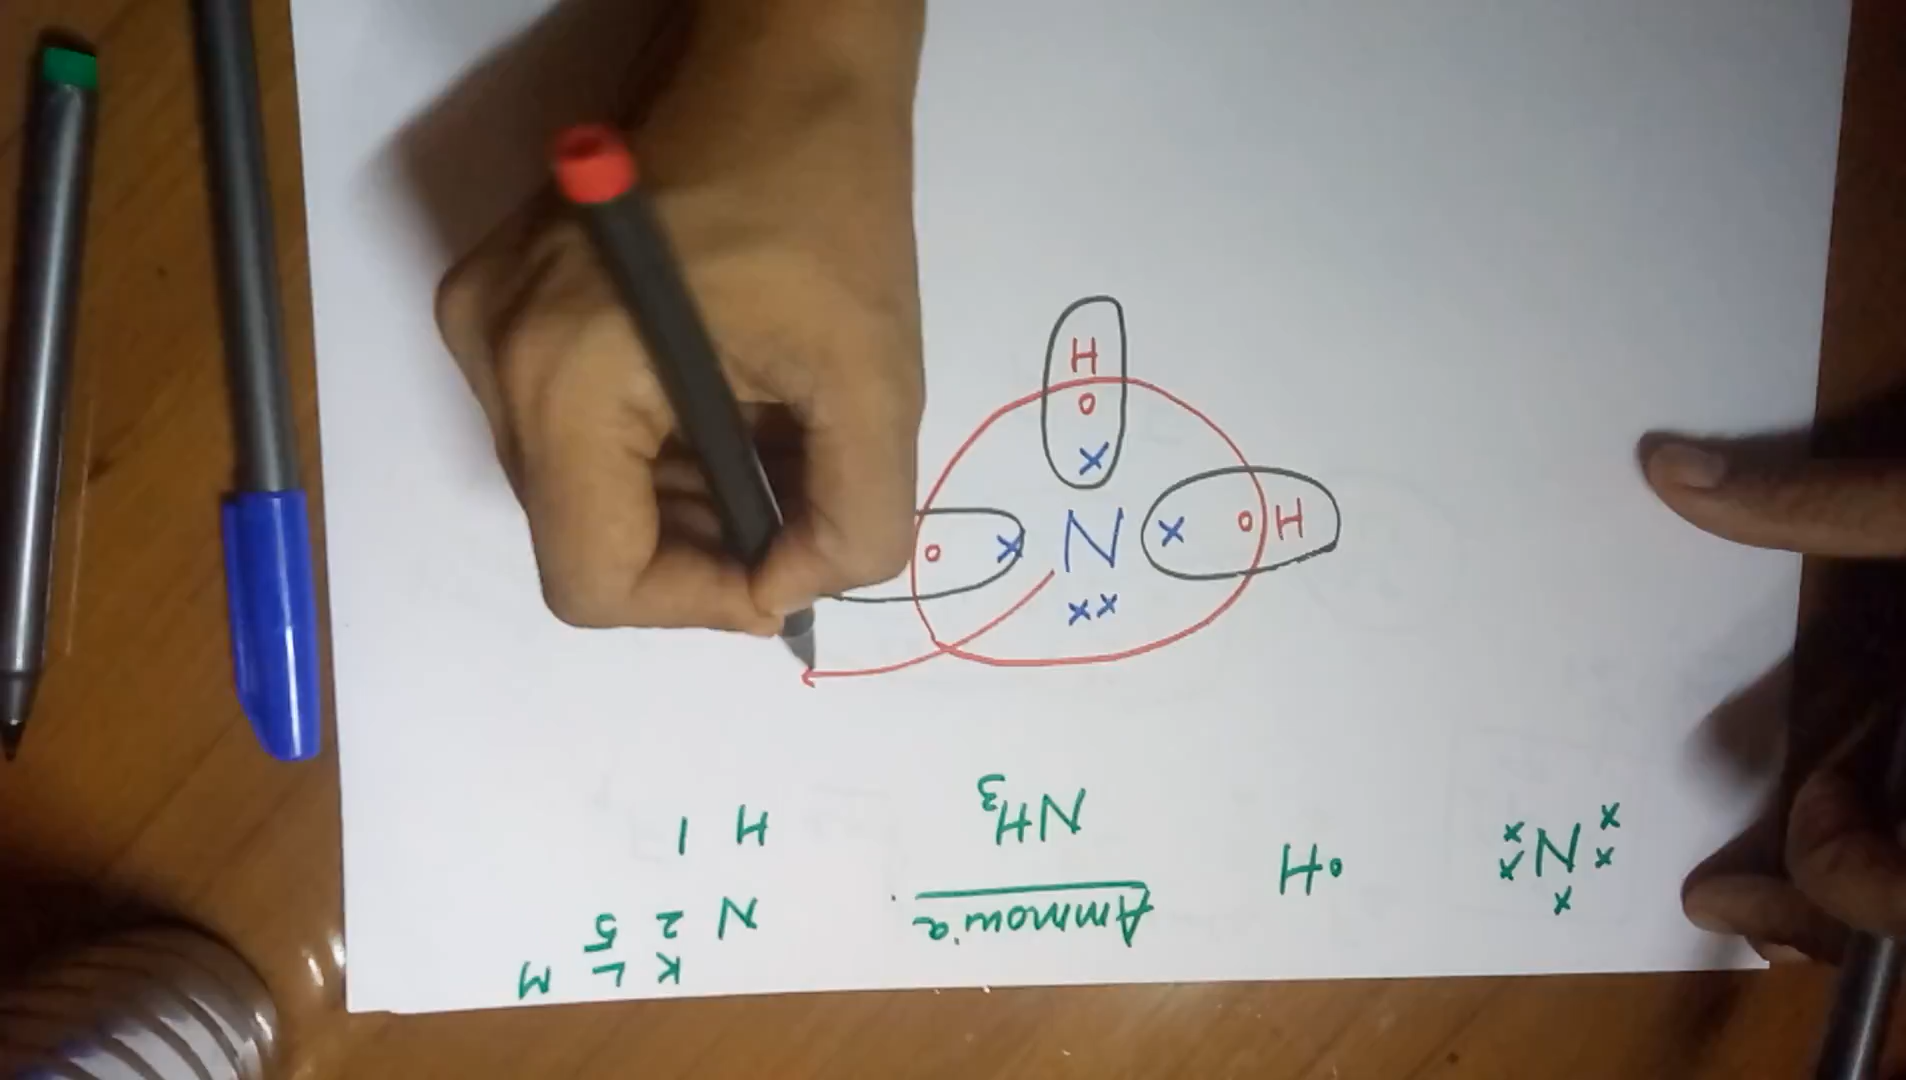 K L M
Ammonia
N 2 5
x
x N x
x x
o H
NH₃
H 1
x x
H o x N x o
x
o
H